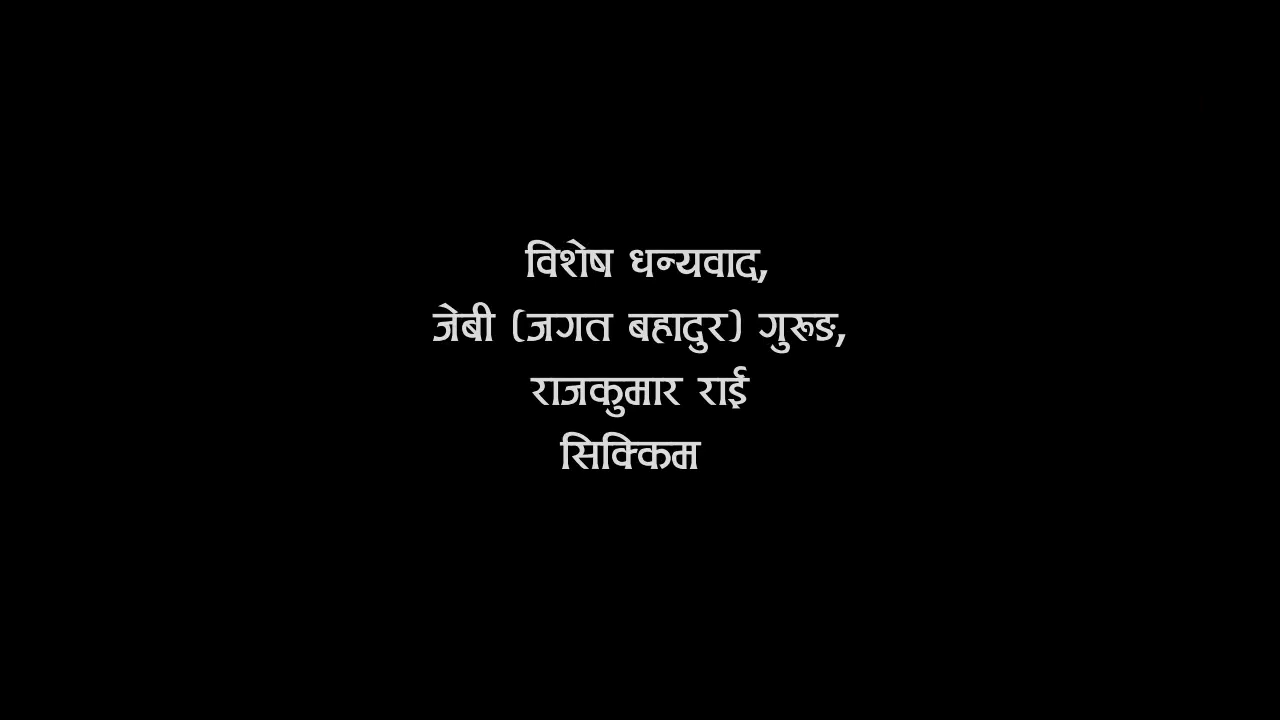 विशेष धन्यवाद,
जेबी (जगत बहादुर) गुरूङ,
राजकुमार राई
सिक्किम